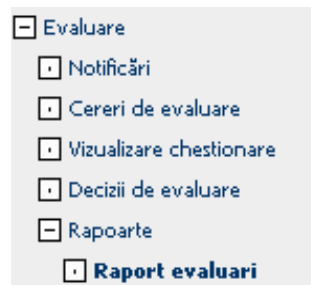 Evaluare
Notificări
Cereri de evaluare
Vizualizare chestionare
Decizii de evaluare
Rapoarte
Raport evaluari